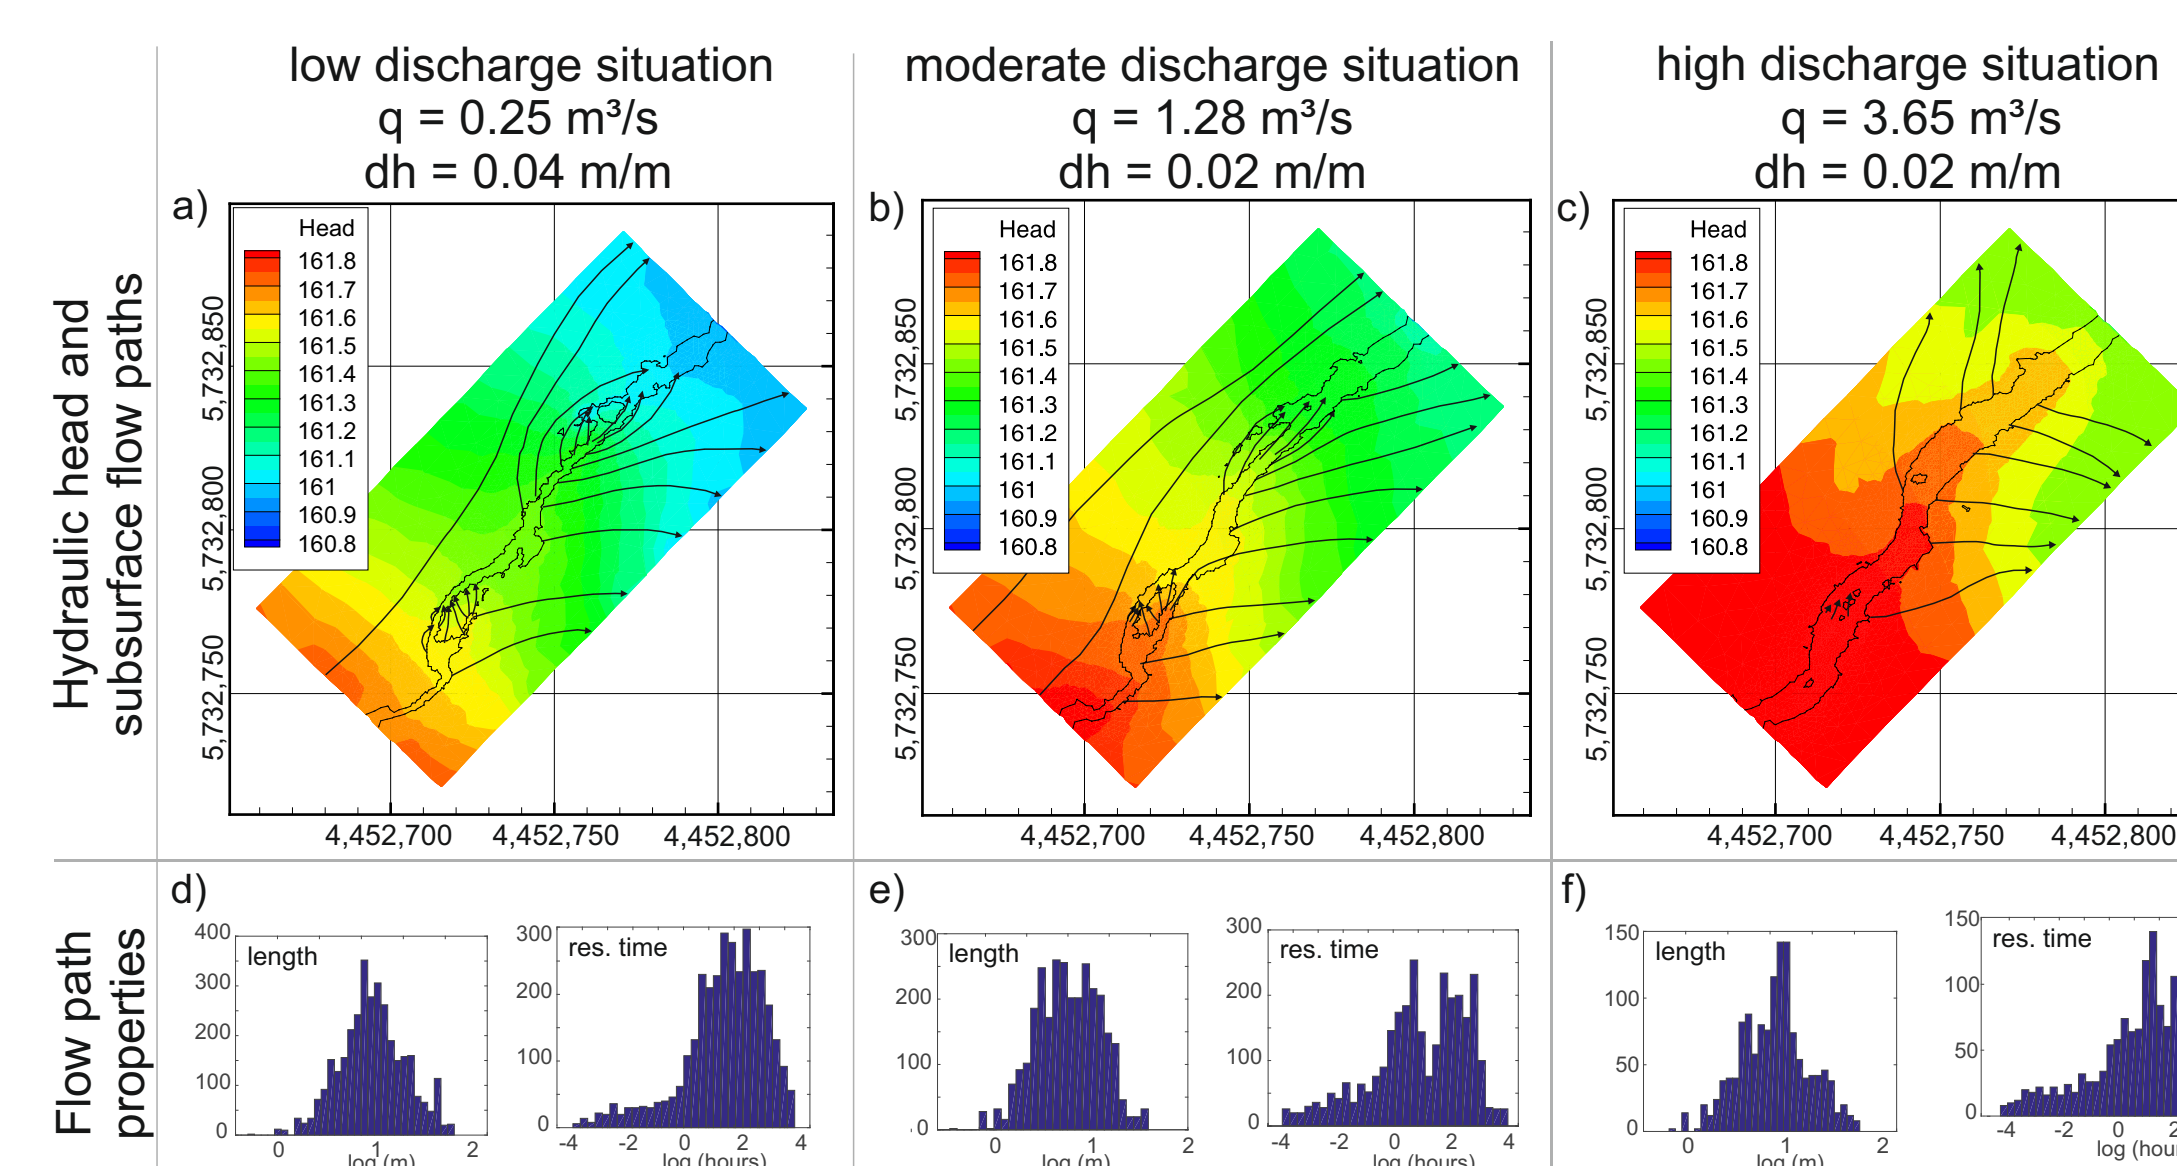 low discharge situation
q = 0.25 m³/s
dh = 0.04 m/m
moderate discharge situation
q = 1.28 m³/s
dh = 0.02 m/m
high discharge situation
q = 3.65 m³/s
dh = 0.02 m/m
Hydraulic head and
subsurface flow paths
a)
Head
161.8
161.7
161.6
161.5
161.4
161.3
161.2
161.1
161
160.9
160.8
5,732,850
5,732,800
5,732,750
4,452,700 4,452,750 4,452,800
b)
Head
161.8
161.7
161.6
161.5
161.4
161.3
161.2
161.1
161
160.9
160.8
5,732,850
5,732,800
5,732,750
4,452,700 4,452,750 4,452,800
c)
Head
161.8
161.7
161.6
161.5
161.4
161.3
161.2
161.1
161
160.9
160.8
5,732,850
5,732,800
5,732,750
4,452,700 4,452,750 4,452,800
Flow path
properties
d)
length
400
300
200
100
0
0 1 2
log (m)
res. time
300
200
100
0
-4 -2 0 2 4
log (hours)
e)
length
300
200
100
0
0 1 2
log (m)
res. time
300
200
100
0
-4 -2 0 2 4
log (hours)
f)
length
150
100
50
0
0 1 2
log (m)
res. time
150
100
50
0
-4 -2 0 2
log (hou